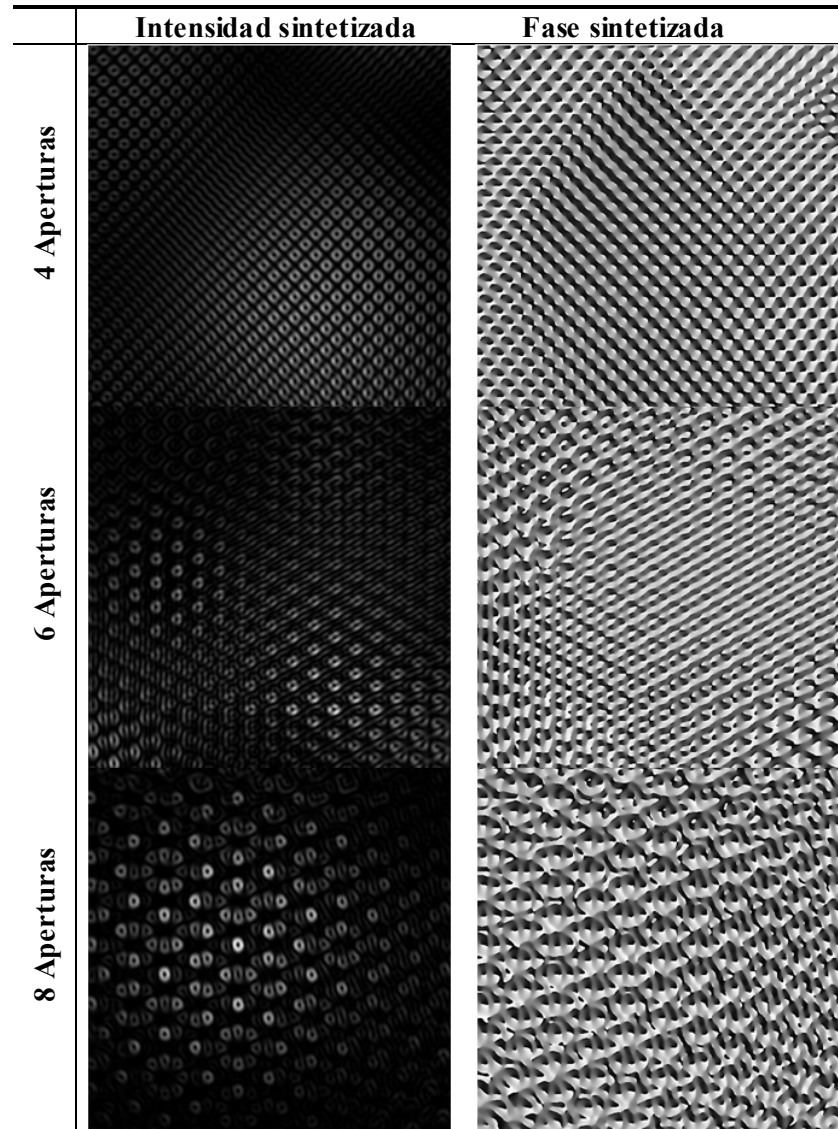 Intensidad sintetizada Fase sintetizada
4 Aperturas
6 Aperturas
8 Aperturas